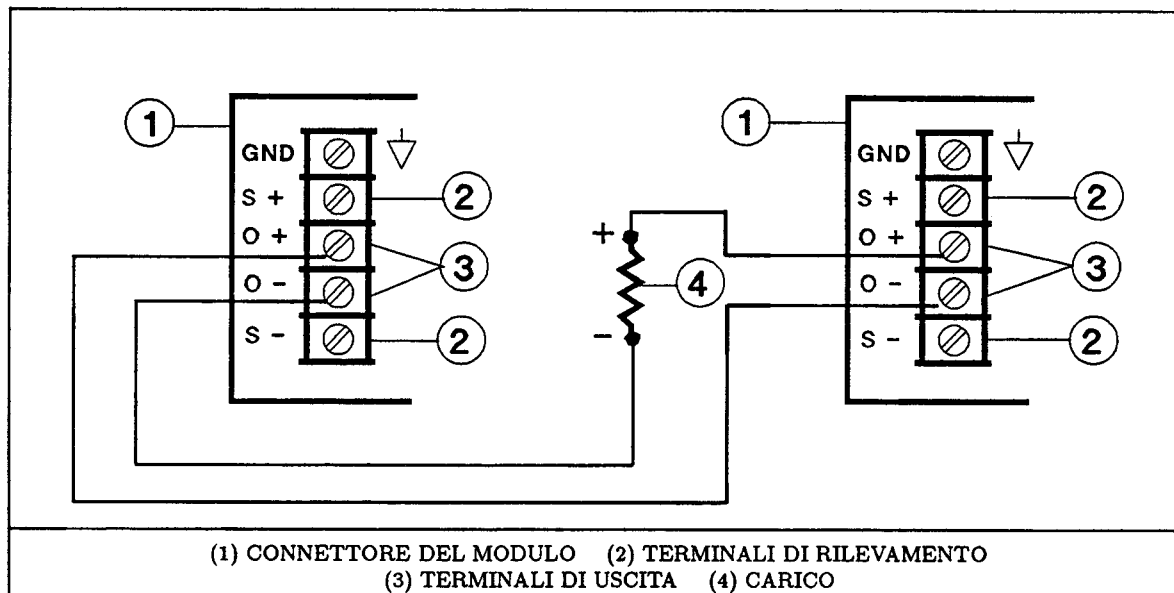 1
GND
S +
2
O +
3
O -
S -
2
+
4
-
1
GND
S +
2
O +
3
O -
S -
2
(1) CONNETTORE DEL MODULO (2) TERMINALI DI RILEVAMENTO
(3) TERMINALI DI USCITA (4) CARICO